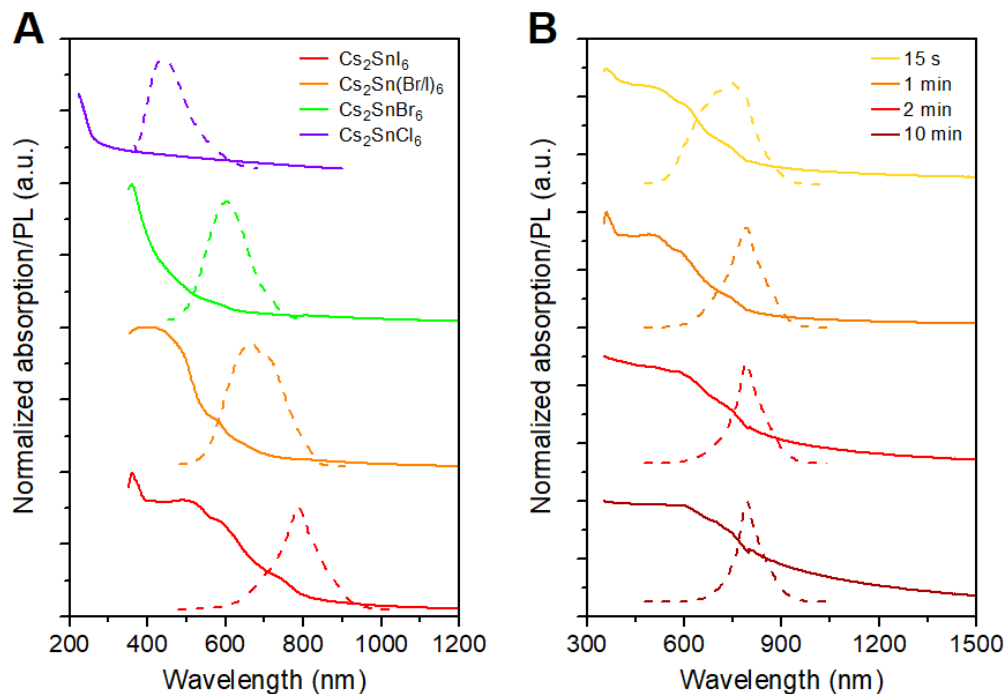 A
Normalized absorption/PL (a.u.)
Cs₂SnI₆
Cs₂Sn(Br/I)₆
Cs₂SnBr₆
Cs₂SnCl₆
200 400 600 800 1000 1200
Wavelength (nm)
B
Normalized absorption/PL (a.u.)
15 s
1 min
2 min
10 min
300 600 900 1200 1500
Wavelength (nm)